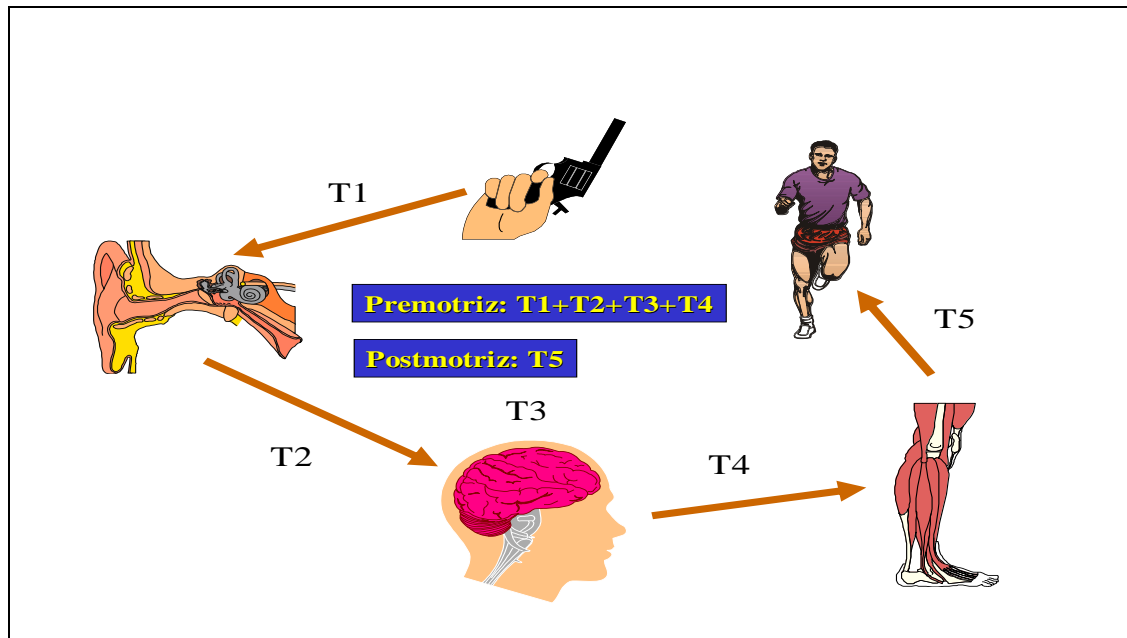 T1
Premotriz: T1+T2+T3+T4
T5
Postmotriz: T5
T3
T2
T4